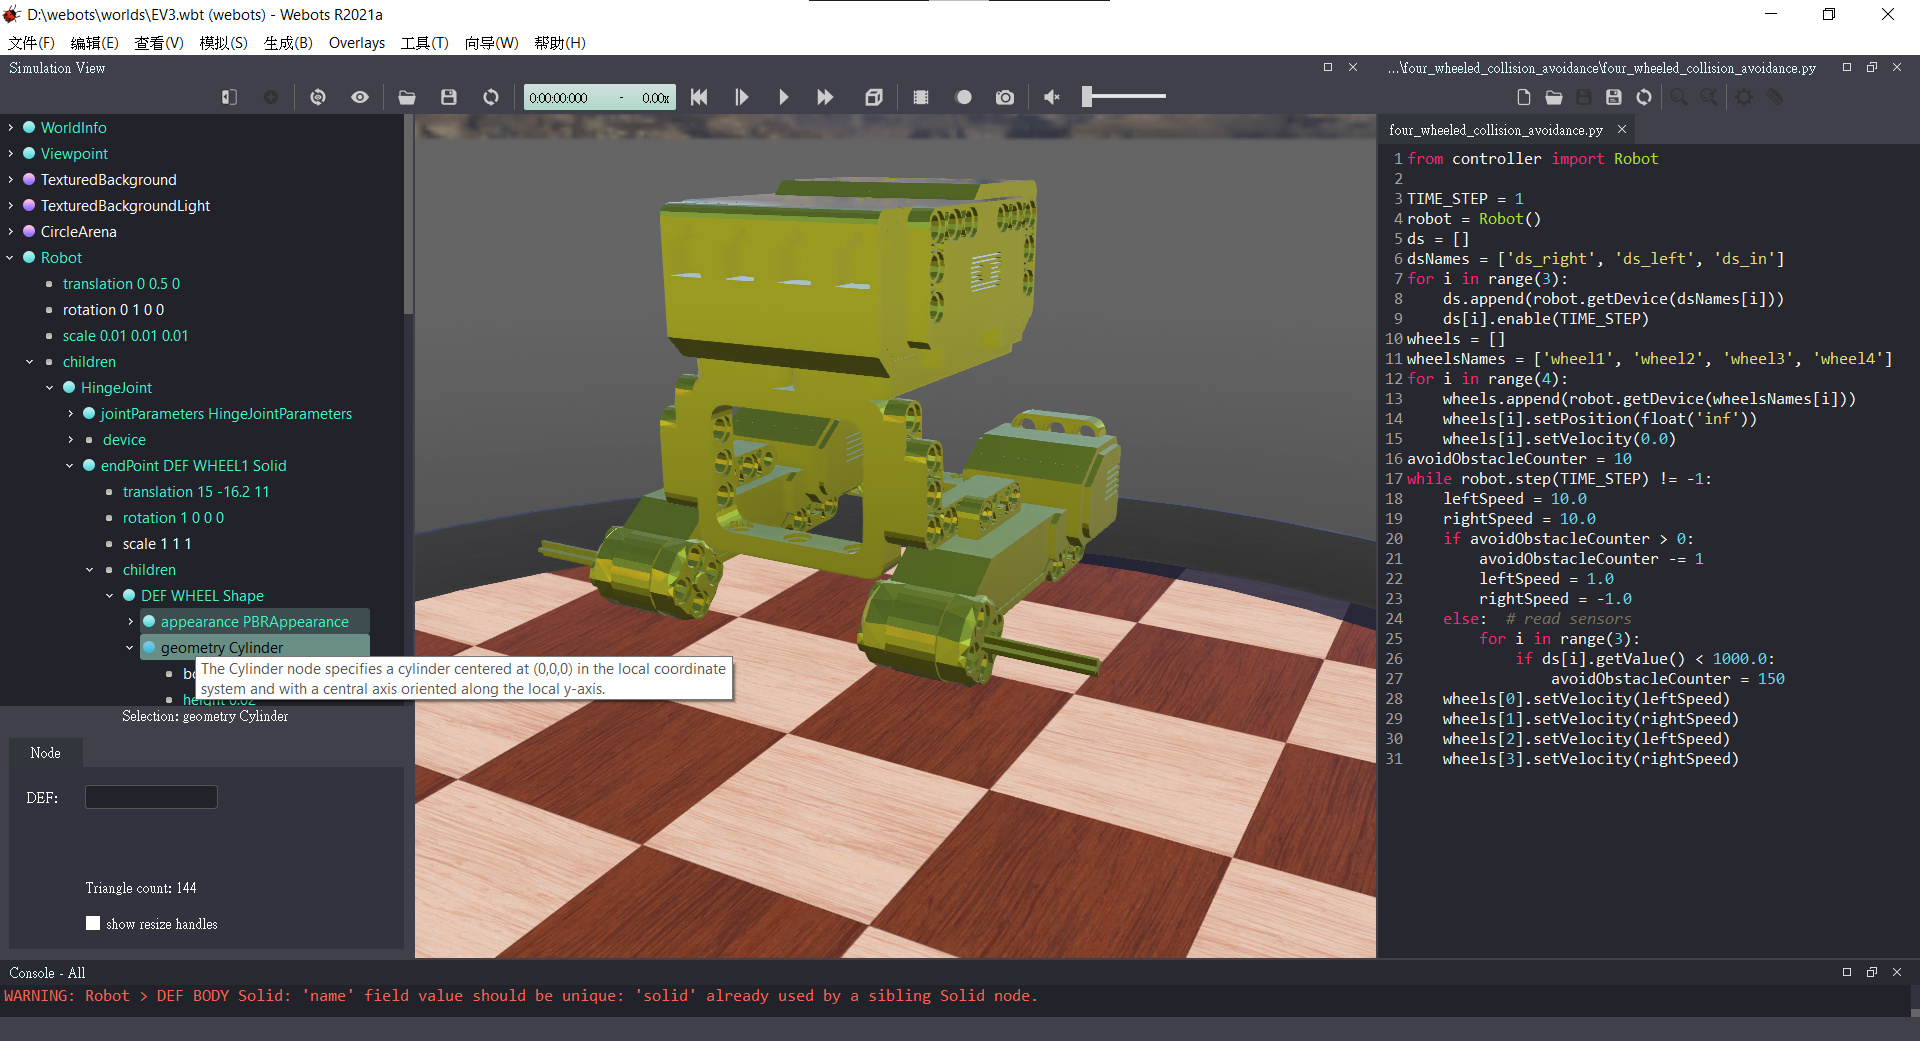 D:\webots\worlds\EV3.wbt (webots) - Webots R2021a
文件(F) 编辑(E) 查看(V) 模拟(S) 生成(B) Overlays 工具(T) 向导(W) 帮助(H)
Simulation View
0:00:00:000 - 0.00x
WorldInfo
Viewpoint
TexturedBackground
TexturedBackgroundLight
CircleArena
Robot
translation 0 0.5 0
rotation 0 1 0 0
scale 0.01 0.01 0.01
children
HingeJoint
jointParameters HingeJointParameters
device
endPoint DEF WHEEL1 Solid
translation 15 -16.2 11
rotation 1 0 0 0
scale 1 1 1
children
DEF WHEEL Shape
appearance PBRAppearance
geometry Cylinder
The Cylinder node specifies a cylinder centered at (0,0,0) in the local coordinate
system and with a central axis oriented along the local y-axis.
height 0.02
Selection: geometry Cylinder
Node
DEF:
Triangle count: 144
show resize handles
...\four_wheeled_collision_avoidance\four_wheeled_collision_avoidance.py
four_wheeled_collision_avoidance.py
1 from controller import Robot
2
3 TIME_STEP = 1
4 robot = Robot()
5 ds = []
6 dsNames = ['ds_right', 'ds_left', 'ds_in']
7 for i in range(3):
8 ds.append(robot.getDevice(dsNames[i]))
9 ds[i].enable(TIME_STEP)
10 wheels = []
11 wheelsNames = ['wheel1', 'wheel2', 'wheel3', 'wheel4']
12 for i in range(4):
13 wheels.append(robot.getDevice(wheelsNames[i]))
14 wheels[i].setPosition(float('inf'))
15 wheels[i].setVelocity(0.0)
16 avoidObstacleCounter = 10
17 while robot.step(TIME_STEP) != -1:
18 leftSpeed = 10.0
19 rightSpeed = 10.0
20 if avoidObstacleCounter > 0:
21 avoidObstacleCounter -= 1
22 leftSpeed = 1.0
23 rightSpeed = -1.0
24 else: # read sensors
25 for i in range(3):
26 if ds[i].getValue() < 1000.0:
27 avoidObstacleCounter = 150
28 wheels[0].setVelocity(leftSpeed)
29 wheels[1].setVelocity(rightSpeed)
30 wheels[2].setVelocity(leftSpeed)
31 wheels[3].setVelocity(rightSpeed)
Console - All
WARNING: Robot > DEF BODY Solid: 'name' field value should be unique: 'solid' already used by a sibling Solid node.